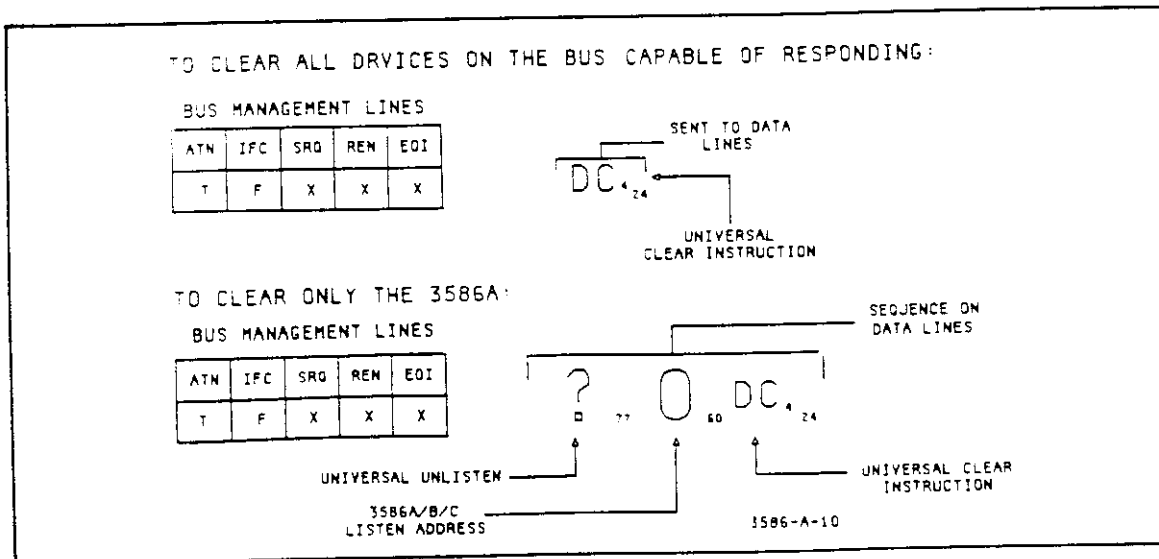 TO CLEAR ALL DRVICES ON THE BUS CAPABLE OF RESPONDING:
BUS MANAGEMENT LINES
ATN IFC SRQ REN EOI
T F X X X
SENT TO DATA
LINES
DC4 24
UNIVERSAL
CLEAR INSTRUCTION
TO CLEAR ONLY THE 3586A:
BUS MANAGEMENT LINES
ATN IFC SRQ REN EOI
T F X X X
SEQUENCE ON
DATA LINES
? 77 0 60 DC4 24
UNIVERSAL UNLISTEN
3586A/B/C
LISTEN ADDRESS
UNIVERSAL CLEAR
INSTRUCTION
3586-A-10